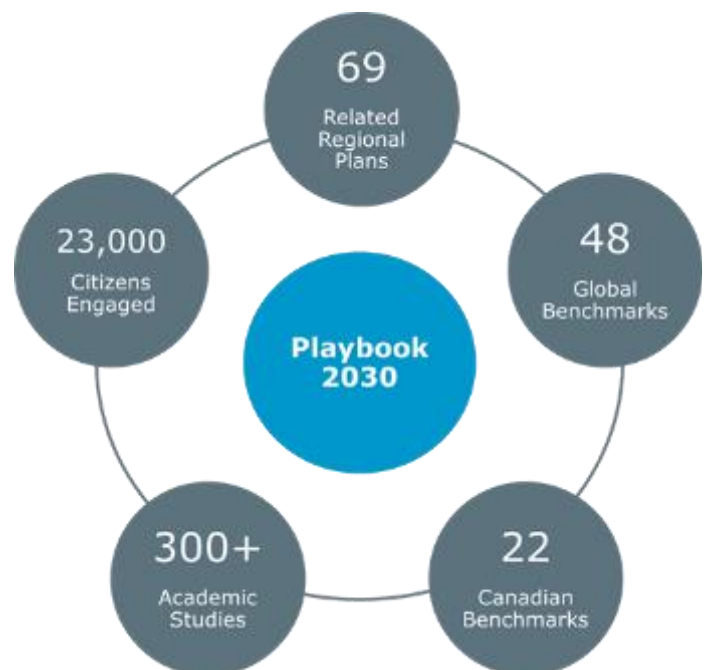 69
Related
Regional
Plans
48
Global
Benchmarks
22
Canadian
Benchmarks
300+
Academic
Studies
23,000
Citizens
Engaged
Playbook
2030